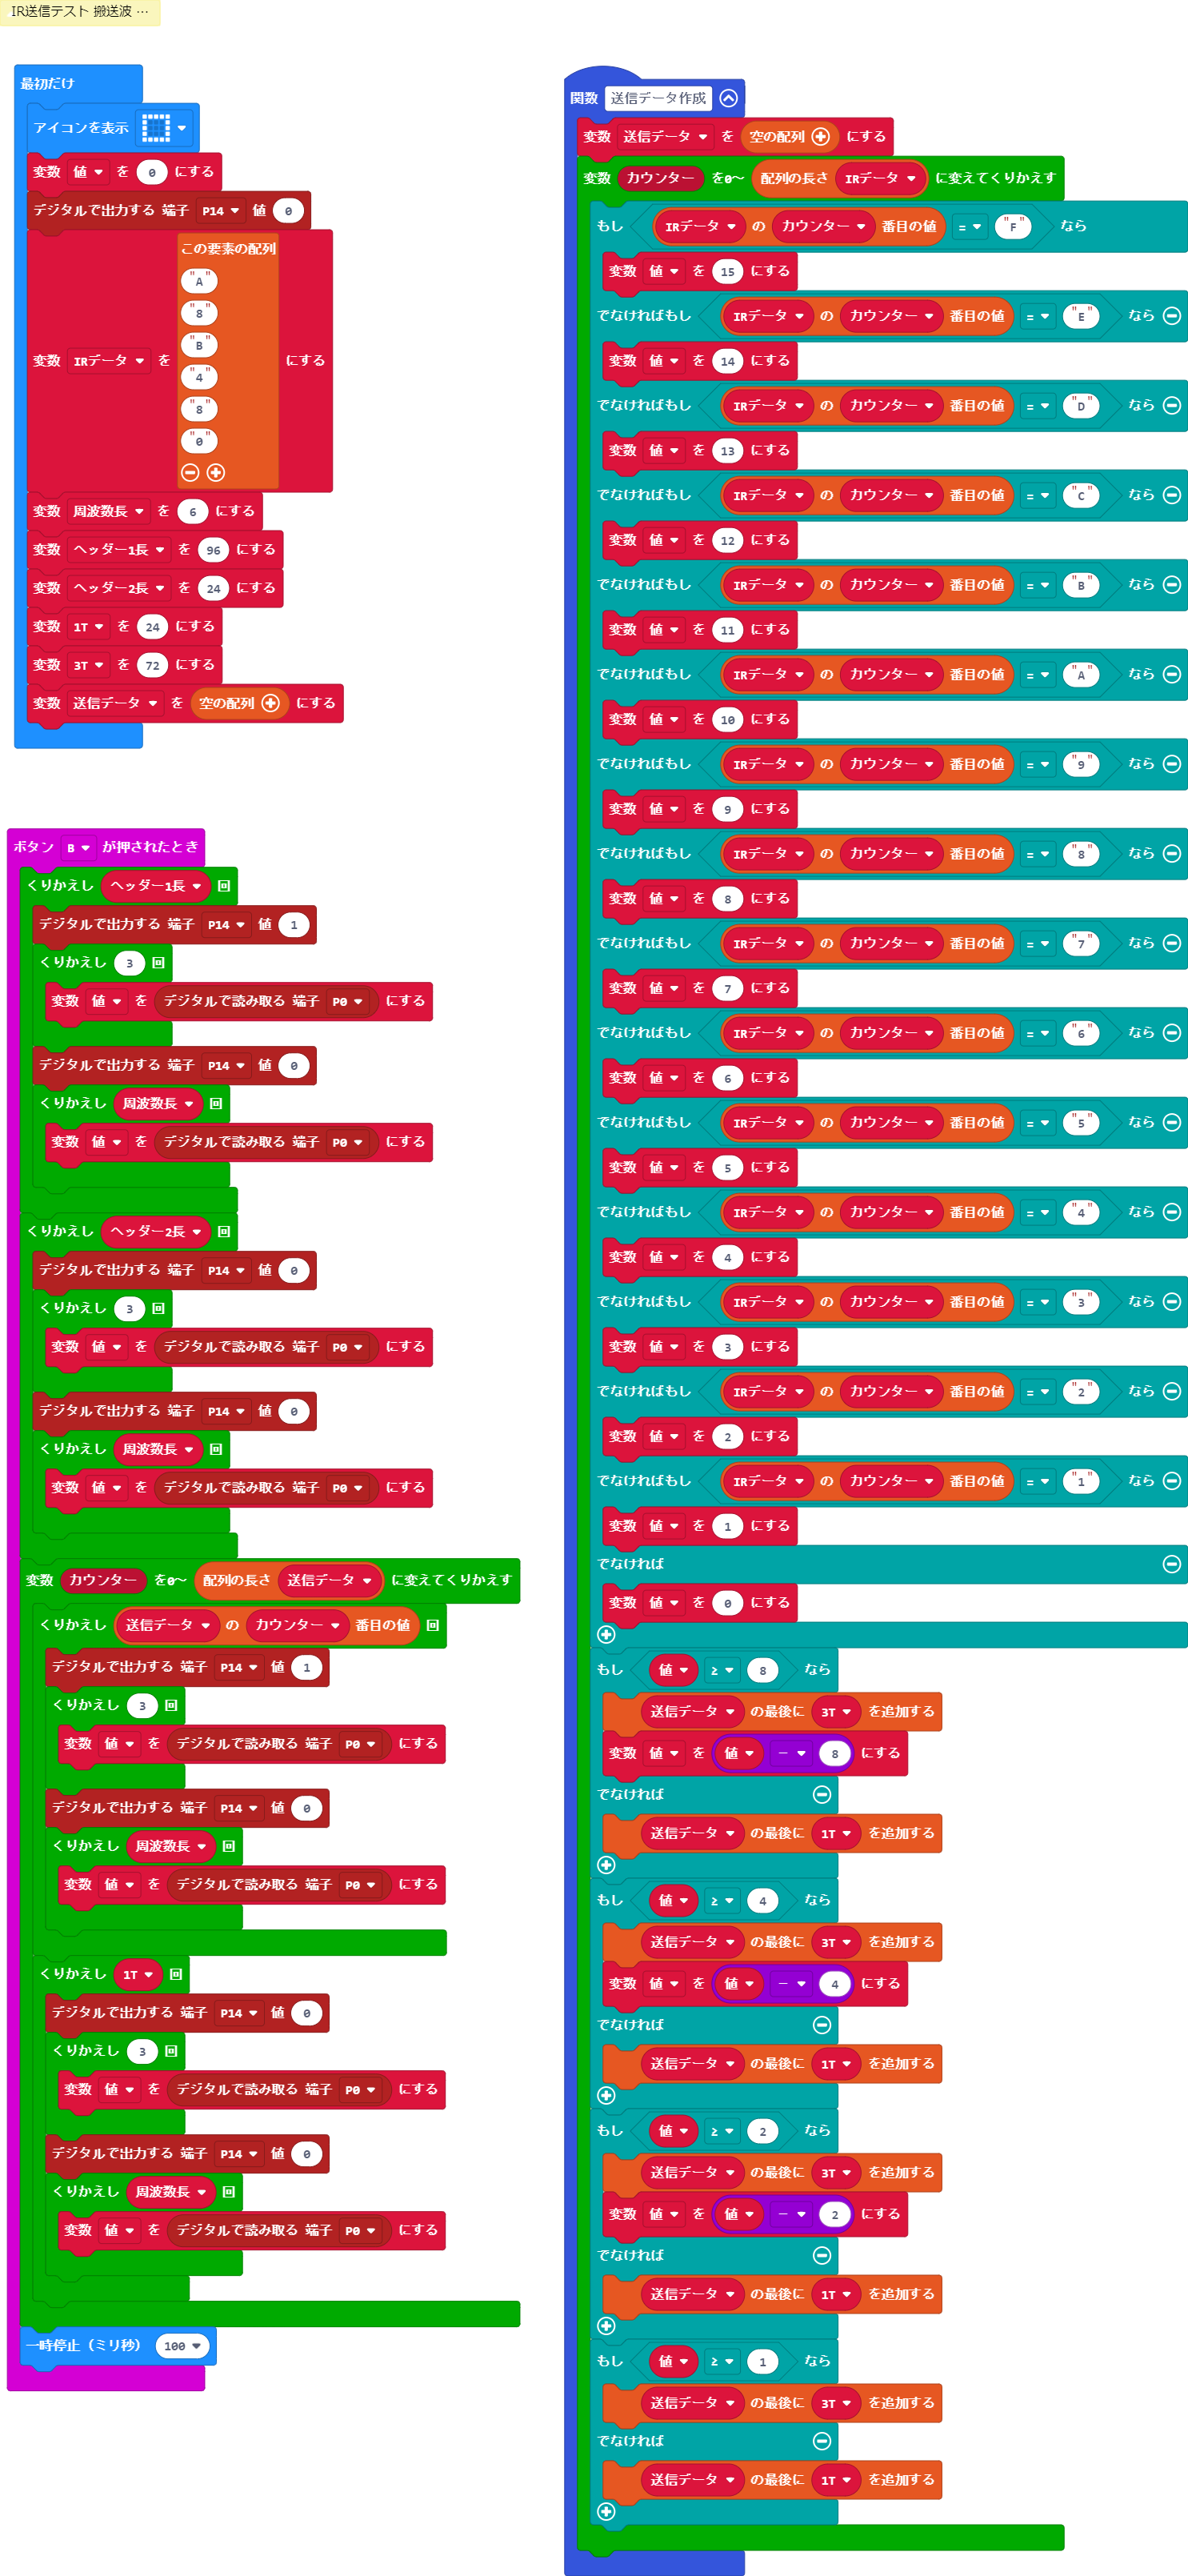 IR送信テスト 搬送波 …
最初だけ
アイコンを表示
変数 値 を 0 にする
デジタルで出力する 端子 P14 値 0
変数 IRデータ を この要素の配列 "A" "8" "B" "4" "8" "0" にする
変数 周波数長 を 6 にする
変数 ヘッダー1長 を 96 にする
変数 ヘッダー2長 を 24 にする
変数 1T を 24 にする
変数 3T を 72 にする
変数 送信データ を 空の配列 にする
ボタン B が押されたとき
くりかえし ヘッダー1長 回
デジタルで出力する 端子 P14 値 1
くりかえし 3 回
変数 値 を デジタルで読み取る 端子 P0 にする
デジタルで出力する 端子 P14 値 0
くりかえし 周波数長 回
変数 値 を デジタルで読み取る 端子 P0 にする
くりかえし ヘッダー2長 回
デジタルで出力する 端子 P14 値 0
くりかえし 3 回
変数 値 を デジタルで読み取る 端子 P0 にする
デジタルで出力する 端子 P14 値 0
くりかえし 周波数長 回
変数 値 を デジタルで読み取る 端子 P0 にする
変数 カウンター を0〜 配列の長さ 送信データ に変えてくりかえす
くりかえし 送信データ の カウンター 番目の値 回
デジタルで出力する 端子 P14 値 1
くりかえし 3 回
変数 値 を デジタルで読み取る 端子 P0 にする
デジタルで出力する 端子 P14 値 0
くりかえし 周波数長 回
変数 値 を デジタルで読み取る 端子 P0 にする
くりかえし 1T 回
デジタルで出力する 端子 P14 値 0
くりかえし 3 回
変数 値 を デジタルで読み取る 端子 P0 にする
デジタルで出力する 端子 P14 値 0
くりかえし 周波数長 回
変数 値 を デジタルで読み取る 端子 P0 にする
一時停止（ミリ秒） 100
関数 送信データ作成
変数 送信データ を 空の配列 にする
変数 カウンター を0〜 配列の長さ IRデータ に変えてくりかえす
もし IRデータ の カウンター 番目の値 = "F" なら
変数 値 を 15 にする
でなければもし IRデータ の カウンター 番目の値 = "E" なら
変数 値 を 14 にする
でなければもし IRデータ の カウンター 番目の値 = "D" なら
変数 値 を 13 にする
でなければもし IRデータ の カウンター 番目の値 = "C" なら
変数 値 を 12 にする
でなければもし IRデータ の カウンター 番目の値 = "B" なら
変数 値 を 11 にする
でなければもし IRデータ の カウンター 番目の値 = "A" なら
変数 値 を 10 にする
でなければもし IRデータ の カウンター 番目の値 = "9" なら
変数 値 を 9 にする
でなければもし IRデータ の カウンター 番目の値 = "8" なら
変数 値 を 8 にする
でなければもし IRデータ の カウンター 番目の値 = "7" なら
変数 値 を 7 にする
でなければもし IRデータ の カウンター 番目の値 = "6" なら
変数 値 を 6 にする
でなければもし IRデータ の カウンター 番目の値 = "5" なら
変数 値 を 5 にする
でなければもし IRデータ の カウンター 番目の値 = "4" なら
変数 値 を 4 にする
でなければもし IRデータ の カウンター 番目の値 = "3" なら
変数 値 を 3 にする
でなければもし IRデータ の カウンター 番目の値 = "2" なら
変数 値 を 2 にする
でなければもし IRデータ の カウンター 番目の値 = "1" なら
変数 値 を 1 にする
でなければ
変数 値 を 0 にする
もし 値 ≥ 8 なら
送信データ の最後に 3T を追加する
変数 値 を 値 - 8 にする
でなければ
送信データ の最後に 1T を追加する
もし 値 ≥ 4 なら
送信データ の最後に 3T を追加する
変数 値 を 値 - 4 にする
でなければ
送信データ の最後に 1T を追加する
もし 値 ≥ 2 なら
送信データ の最後に 3T を追加する
変数 値 を 値 - 2 にする
でなければ
送信データ の最後に 1T を追加する
もし 値 ≥ 1 なら
送信データ の最後に 3T を追加する
でなければ
送信データ の最後に 1T を追加する